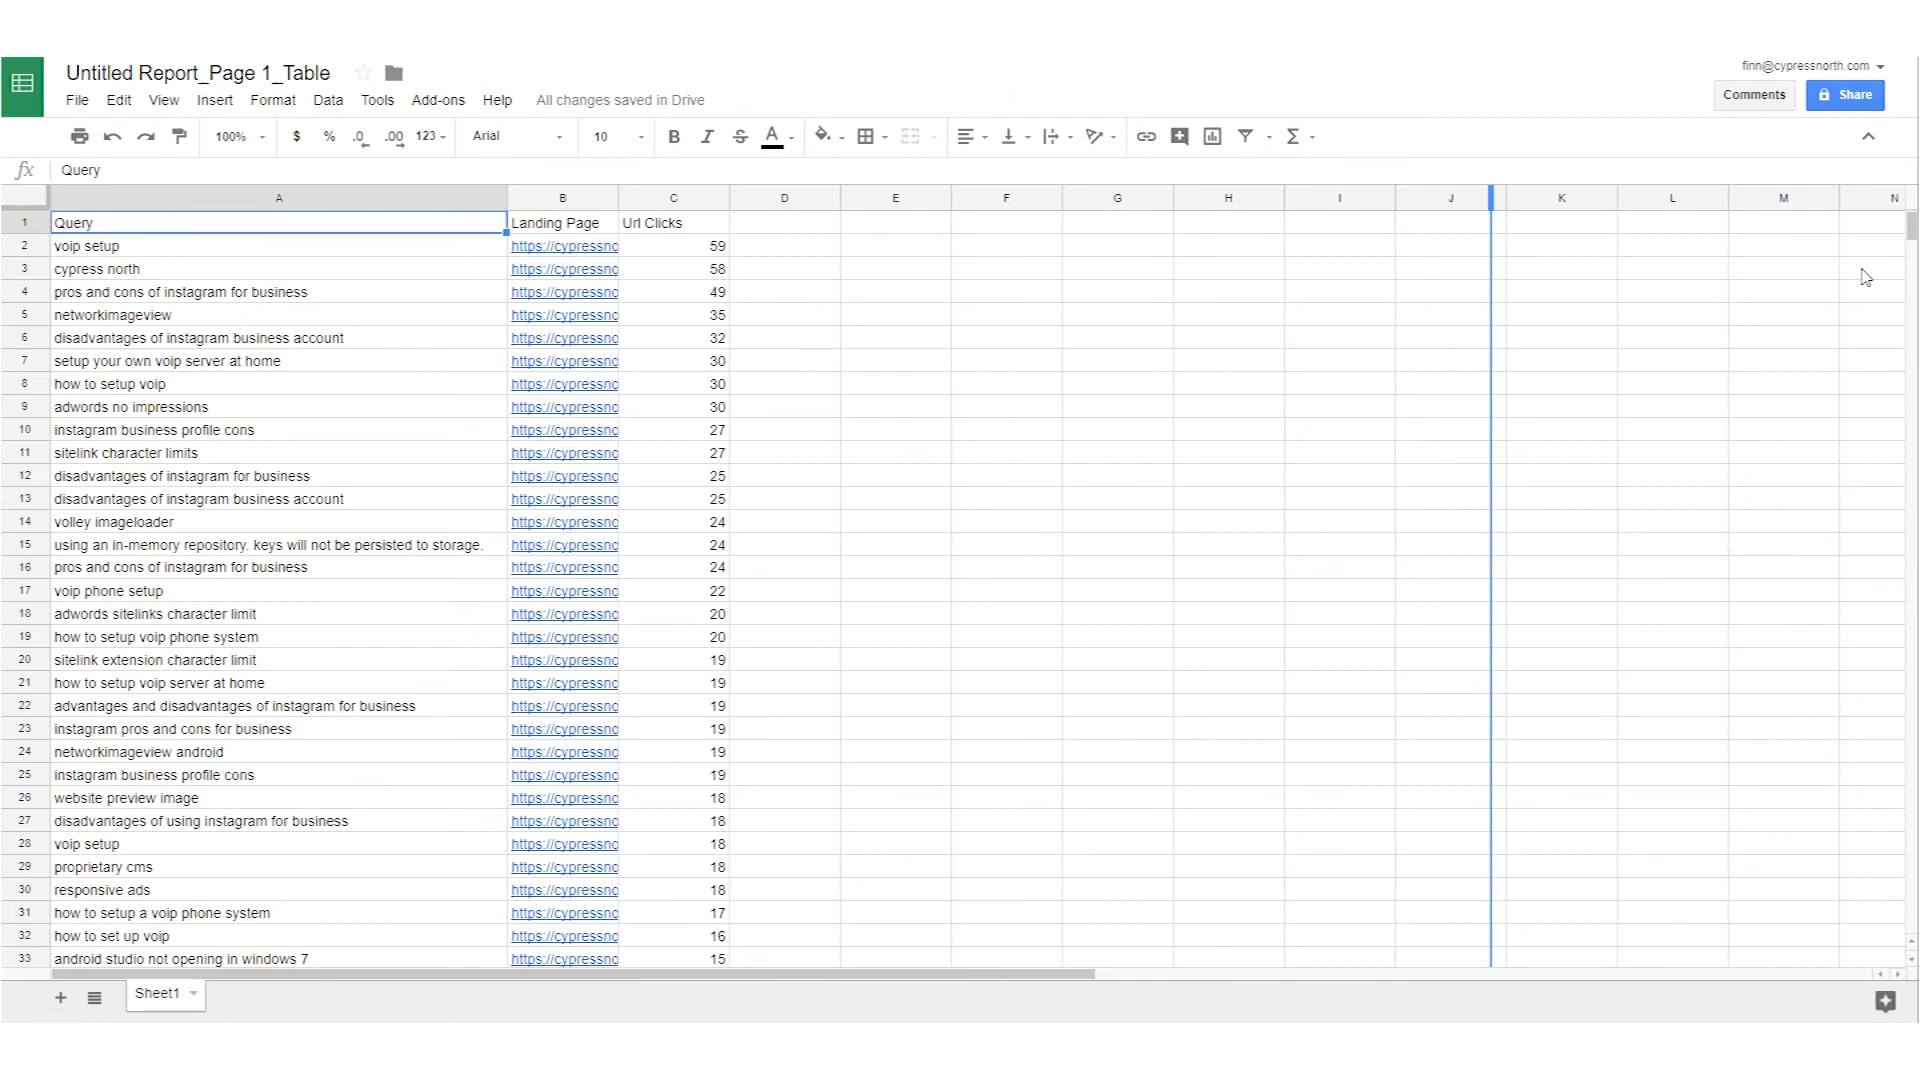 Untitled Report_Page 1_Table
finn@cypressnorth.com
File Edit View Insert Format Data Tools Add-ons Help All changes saved in Drive
Comments Share
100% $ % .0 .00 123 Arial 10 B I S A Σ
fx Query
A B C D E F G H I J K L M N
1 Query Landing Page Url Clicks
2 voip setup https://cypressno 59
3 cypress north https://cypressno 58
4 pros and cons of instagram for business https://cypressno 49
5 networkimageview https://cypressno 35
6 disadvantages of instagram business account https://cypressno 32
7 setup your own voip server at home https://cypressno 30
8 how to setup voip https://cypressno 30
9 adwords no impressions https://cypressno 30
10 instagram business profile cons https://cypressno 27
11 sitelink character limits https://cypressno 27
12 disadvantages of instagram for business https://cypressno 25
13 disadvantages of instagram business account https://cypressno 25
14 volley imageloader https://cypressno 24
15 using an in-memory repository. keys will not be persisted to storage. https://cypressno 24
16 pros and cons of instagram for business https://cypressno 24
17 voip phone setup https://cypressno 22
18 adwords sitelinks character limit https://cypressno 20
19 how to setup voip phone system https://cypressno 20
20 sitelink extension character limit https://cypressno 19
21 how to setup voip server at home https://cypressno 19
22 advantages and disadvantages of instagram for business https://cypressno 19
23 instagram pros and cons for business https://cypressno 19
24 networkimageview android https://cypressno 19
25 instagram business profile cons https://cypressno 19
26 website preview image https://cypressno 18
27 disadvantages of using instagram for business https://cypressno 18
28 voip setup https://cypressno 18
29 proprietary cms https://cypressno 18
30 responsive ads https://cypressno 18
31 how to setup a voip phone system https://cypressno 17
32 how to set up voip https://cypressno 16
33 android studio not opening in windows 7 https://cypressno 15
Sheet1